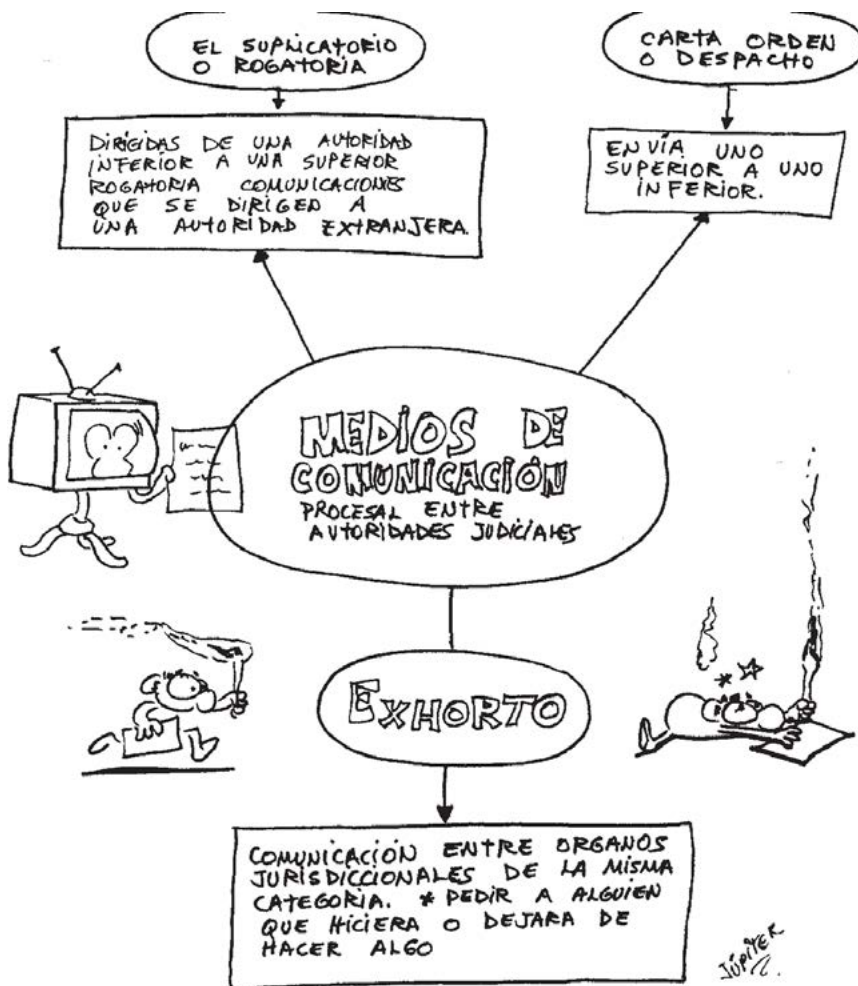 EL SUPLICATORIO
O ROGATORIA
CARTA ORDEN
O DESPACHO
DIRIGIDAS DE UNA AUTORIDAD
INFERIOR A UNA SUPERIOR
ROGATORIA COMUNICACIONES
QUE SE DIRIGEN A
UNA AUTORIDAD EXTRANJERA.
ENVÍA UNO
SUPERIOR A UNO
INFERIOR.
MEDIOS DE
COMUNICACIÓN
PROCESAL ENTRE
AUTORIDADES JUDICIALES
EXHORTO
COMUNICACIÓN ENTRE ORGANOS
JURISDICCIONALES DE LA MISMA
CATEGORIA. * PEDIR A ALGUIEN
QUE HICIERA O DEJARA DE
HACER ALGO
JÚPITER